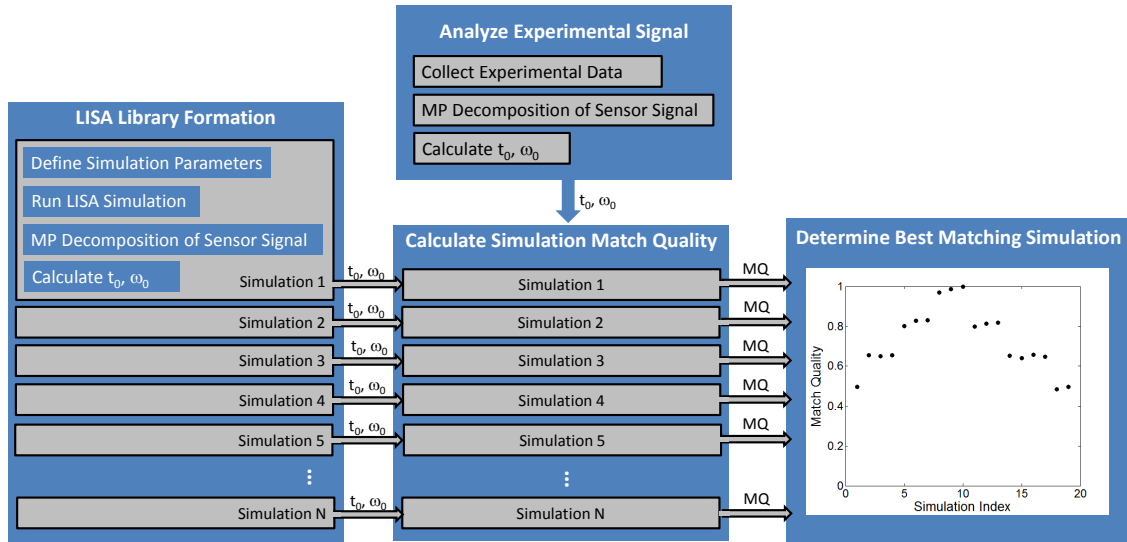 Analyze Experimental Signal
Collect Experimental Data
MP Decomposition of Sensor Signal
Calculate t₀, ω₀
t₀, ω₀
LISA Library Formation
Define Simulation Parameters
Run LISA Simulation
MP Decomposition of Sensor Signal
Calculate t₀, ω₀
Simulation 1
Simulation 2
Simulation 3
Simulation 4
Simulation 5
...
Simulation N
t₀, ω₀
t₀, ω₀
t₀, ω₀
t₀, ω₀
t₀, ω₀
t₀, ω₀
Calculate Simulation Match Quality
Simulation 1
Simulation 2
Simulation 3
Simulation 4
Simulation 5
...
Simulation N
MQ
MQ
MQ
MQ
MQ
MQ
Determine Best Matching Simulation
1
0.8
0.6
0.4
0.2
0
Match Quality
0 5 10 15 20
Simulation Index